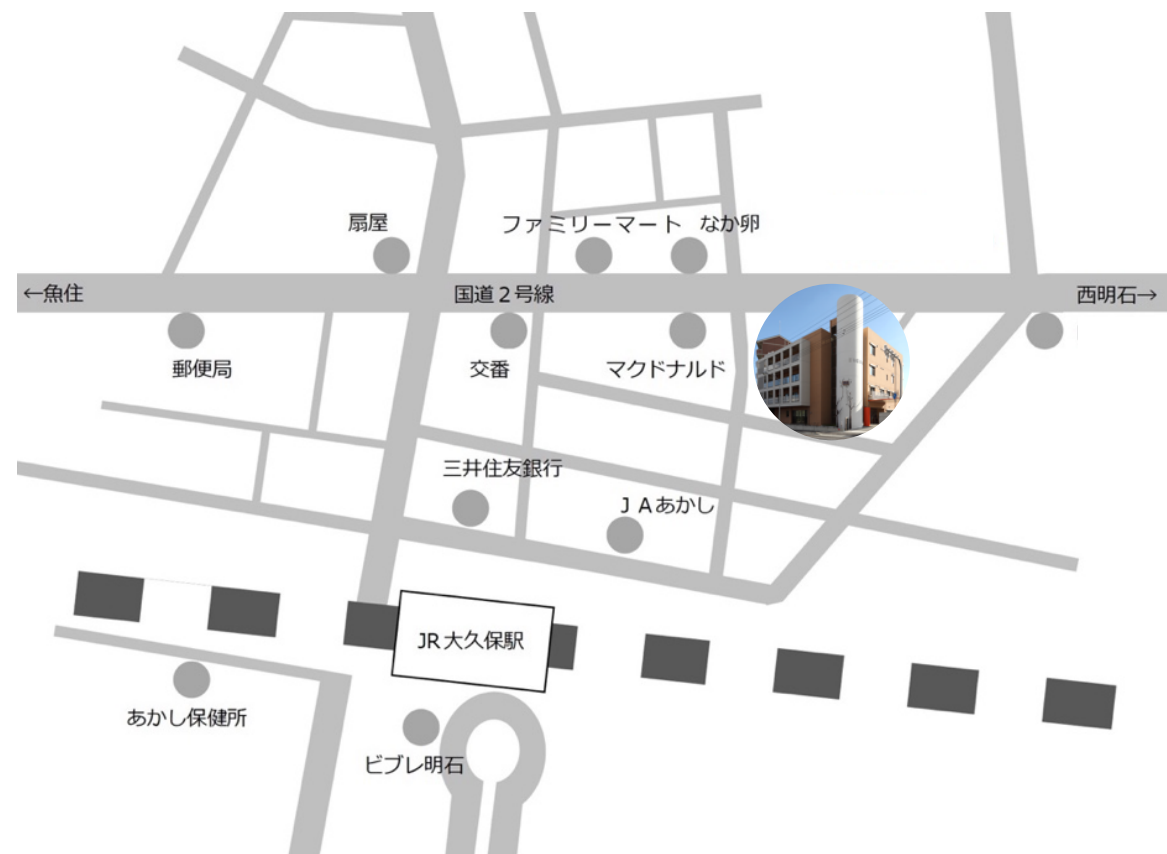 扇屋
ファミリーマート
なか卵
←魚住
国道２号線
西明石→
郵便局
交番
マクドナルド
三井住友銀行
ＪＡあかし
JR大久保駅
あかし保健所
ビブレ明石